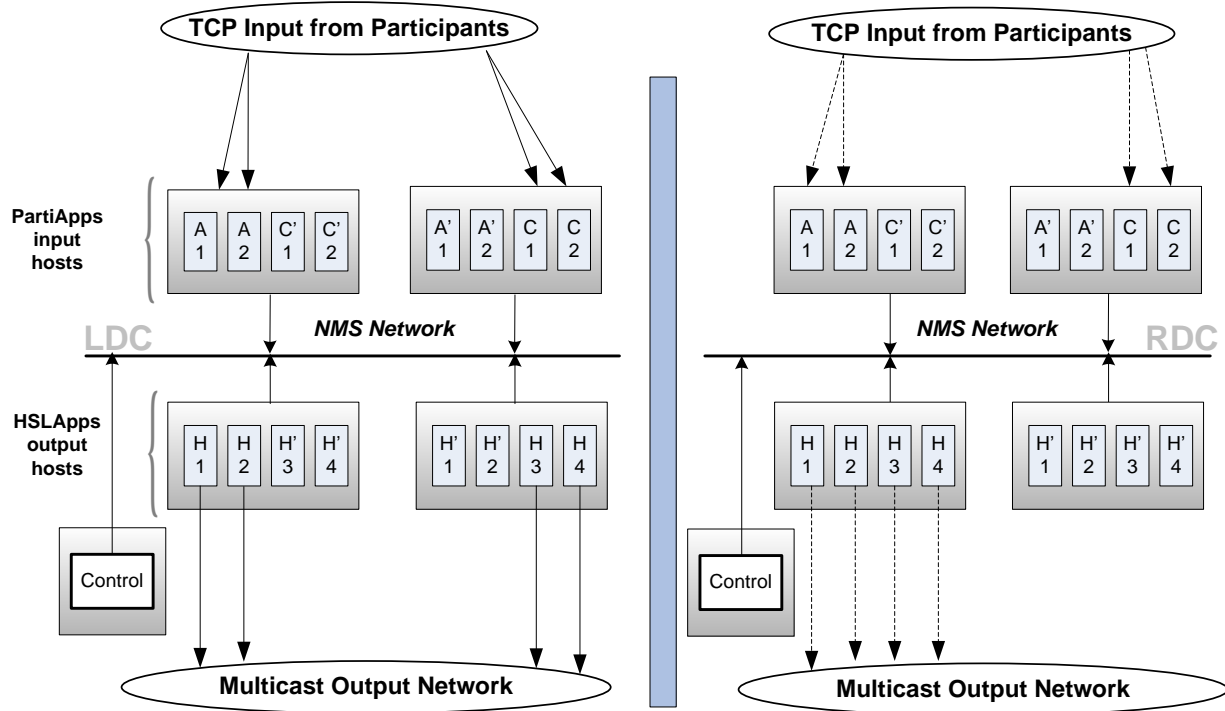 TCP Input from Participants
PartiApps
input
hosts
A
1
A
2
C'
1
C'
2
A'
1
A'
2
C
1
C
2
NMS Network
LDC
HSLApps
output
hosts
H
1
H
2
H'
3
H'
4
H'
1
H'
2
H
3
H
4
Control
Multicast Output Network
TCP Input from Participants
A
1
A
2
C'
1
C'
2
A'
1
A'
2
C
1
C
2
NMS Network
RDC
H
1
H
2
H
3
H
4
H'
1
H'
2
H'
3
H'
4
Control
Multicast Output Network